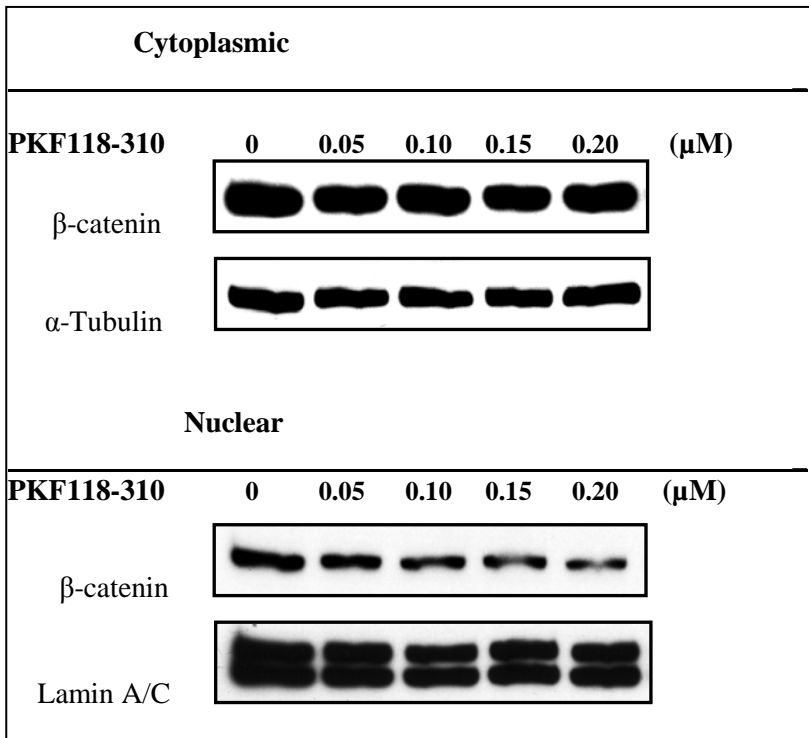 Cytoplasmic
PKF118-310 0 0.05 0.10 0.15 0.20 (µM)
β-catenin
α-Tubulin
Nuclear
PKF118-310 0 0.05 0.10 0.15 0.20 (µM)
β-catenin
Lamin A/C